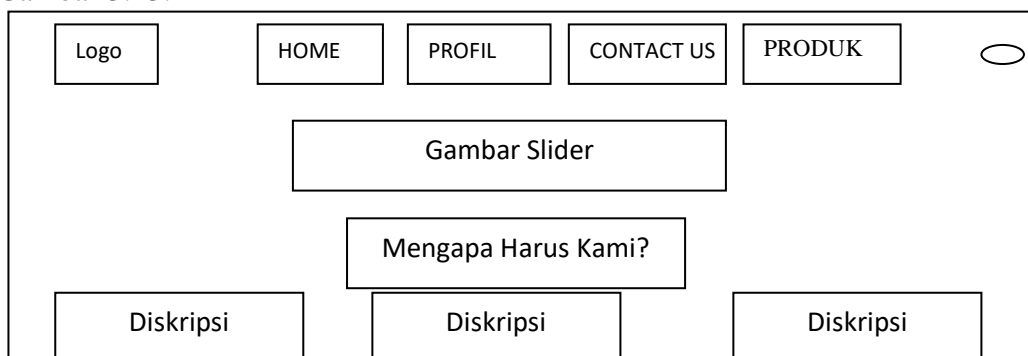 Logo HOME PROFIL CONTACT US PRODUK
Gambar Slider
Mengapa Harus Kami?
Diskripsi Diskripsi Diskripsi